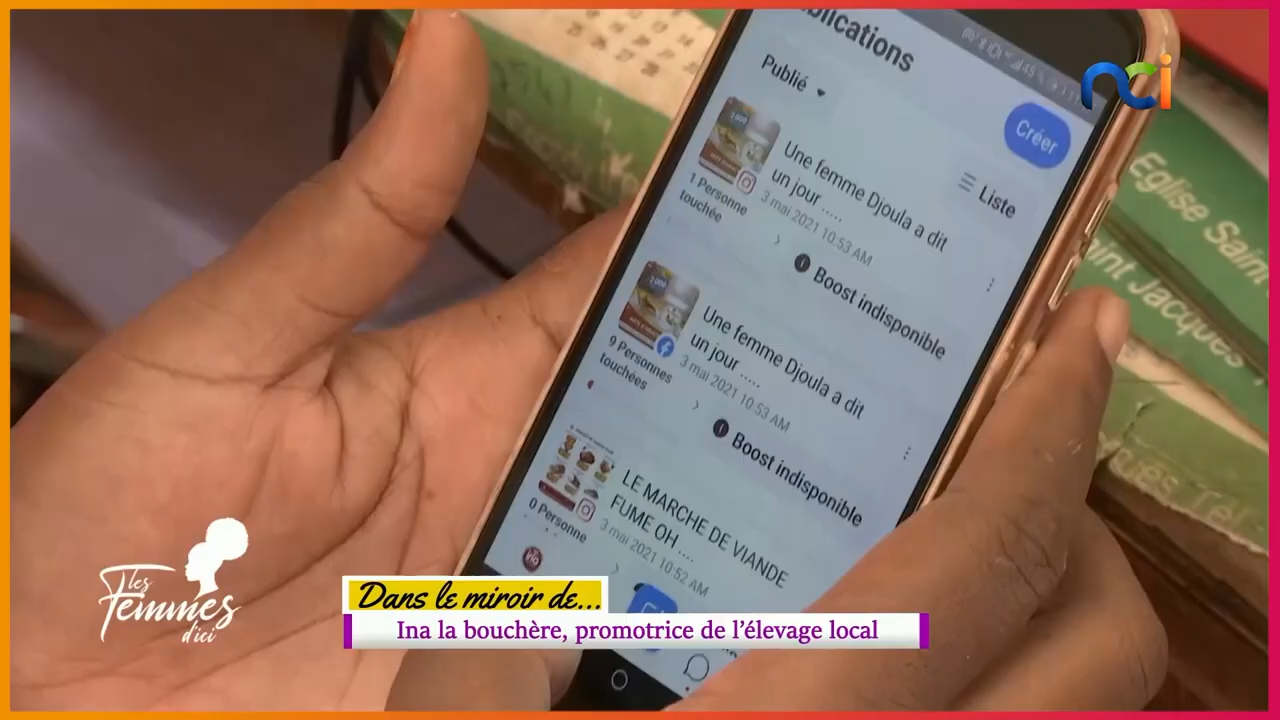 nci
Publié
Créer
Liste
Une femme Djoula a dit
un jour .....
3 mai 2021 10:53 AM
1 Personne
touchée
Boost indisponible
Une femme Djoula a dit
un jour .....
3 mai 2021 10:53 AM
9 Personnes
touchées
Boost indisponible
LE MARCHE DE VIANDE
FUME OH ....
3 mai 2021 10:52 AM
0 Personne
Eglise Saint
Jacques
les
Femmes
d'ici
Dans le miroir de...
Ina la bouchère, promotrice de l'élevage local